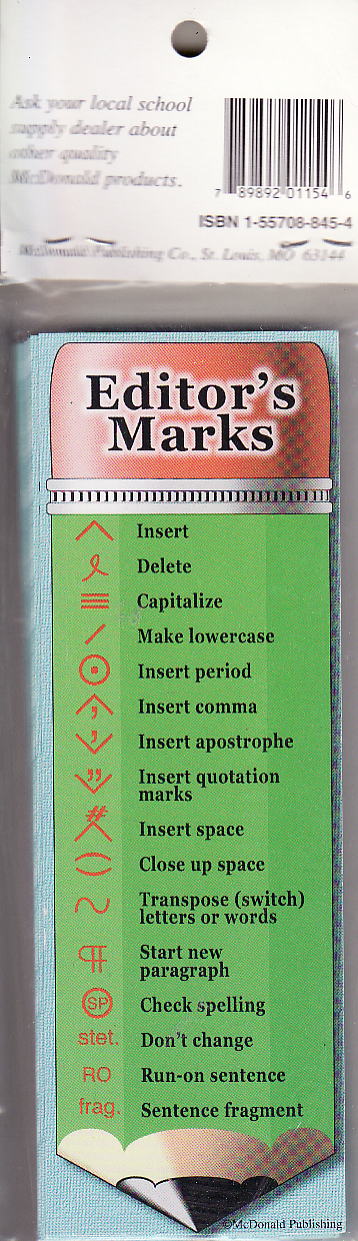 Ask your local school
supply dealer about
other quality
McDonald products.
7 89892 01154 6
ISBN 1-55708-845-4
McDonald Publishing Co., St. Louis, MO 63144
Editor's
Marks
Insert
Delete
Capitalize
Make lowercase
Insert period
Insert comma
Insert apostrophe
Insert quotation
marks
# Insert space
Close up space
Transpose (switch)
letters or words
¶ Start new
paragraph
SP Check spelling
stet. Don't change
RO Run-on sentence
frag. Sentence fragment
©McDonald Publishing